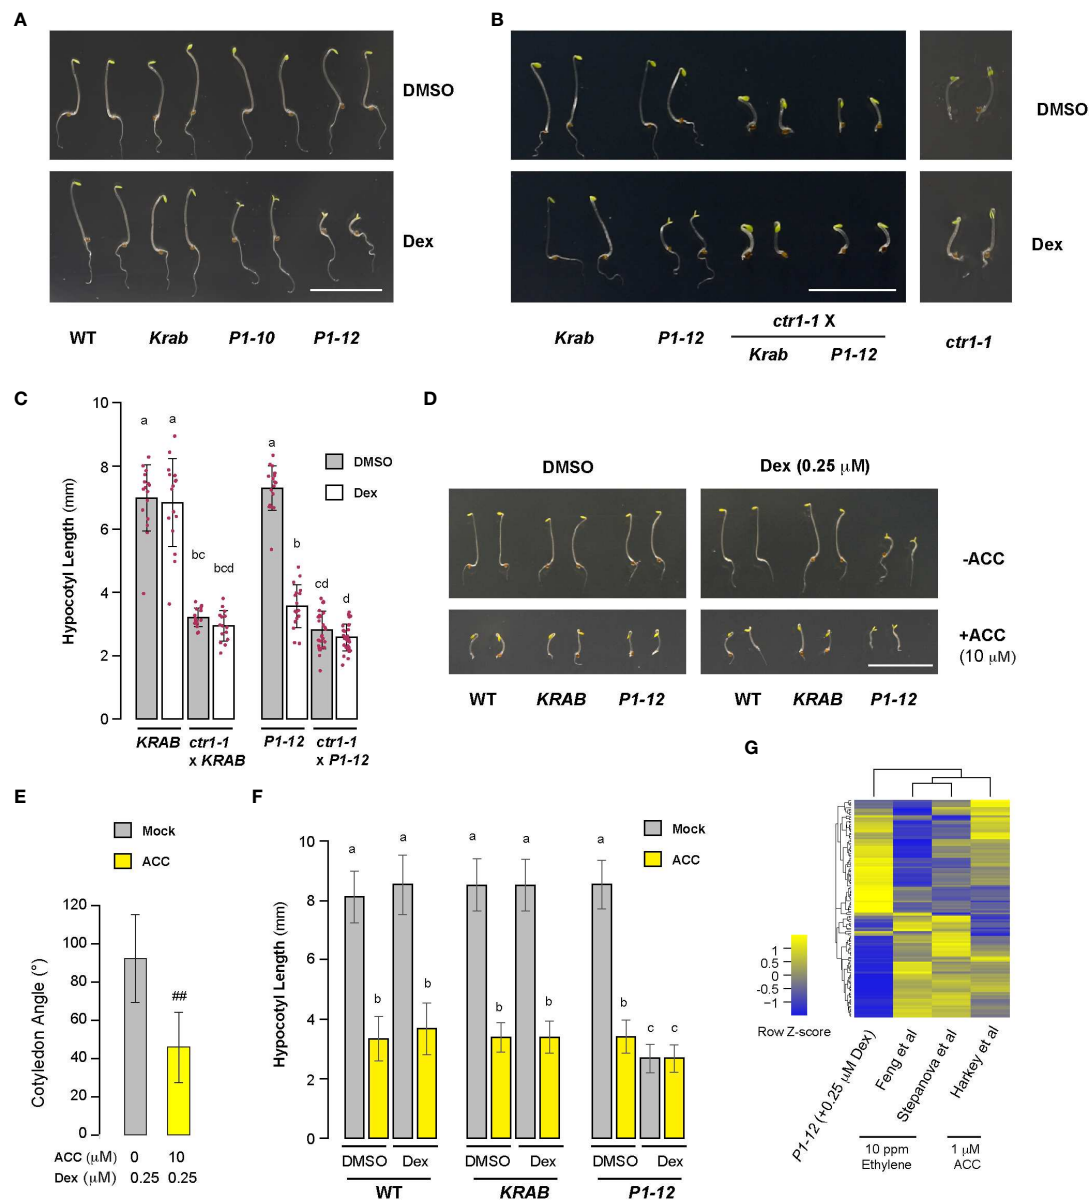 A
DMSO
Dex
WT Krab P1-10 P1-12
B
DMSO
Dex
Krab P1-12 ctr1-1 X ctr1-1
Krab P1-12
C
Hypocotyl Length (mm)
10
8
6
4
2
0
a a bc bcd a b cd d
DMSO
Dex
KRAB ctr1-1 P1-12 ctr1-1
x KRAB x P1-12
D
DMSO Dex (0.25 µM)
-ACC
+ACC
(10 µM)
WT KRAB P1-12 WT KRAB P1-12
E
Mock
ACC
Cotyledon Angle (°)
120
100
80
60
40
20
0
##
ACC (µM) 0 10
Dex (µM) 0.25 0.25
F
Mock
ACC
Hypocotyl Length (mm)
10
8
6
4
2
0
a b a b a b a b a b c c
DMSO Dex DMSO Dex DMSO Dex
WT KRAB P1-12
G
1
0.5
0
-0.5
-1
Row Z-score
P1-12 (+0.25 µM Dex)
Feng et al
Stepanova et al
Harkey et al
10 ppm
Ethylene
1 µM
ACC